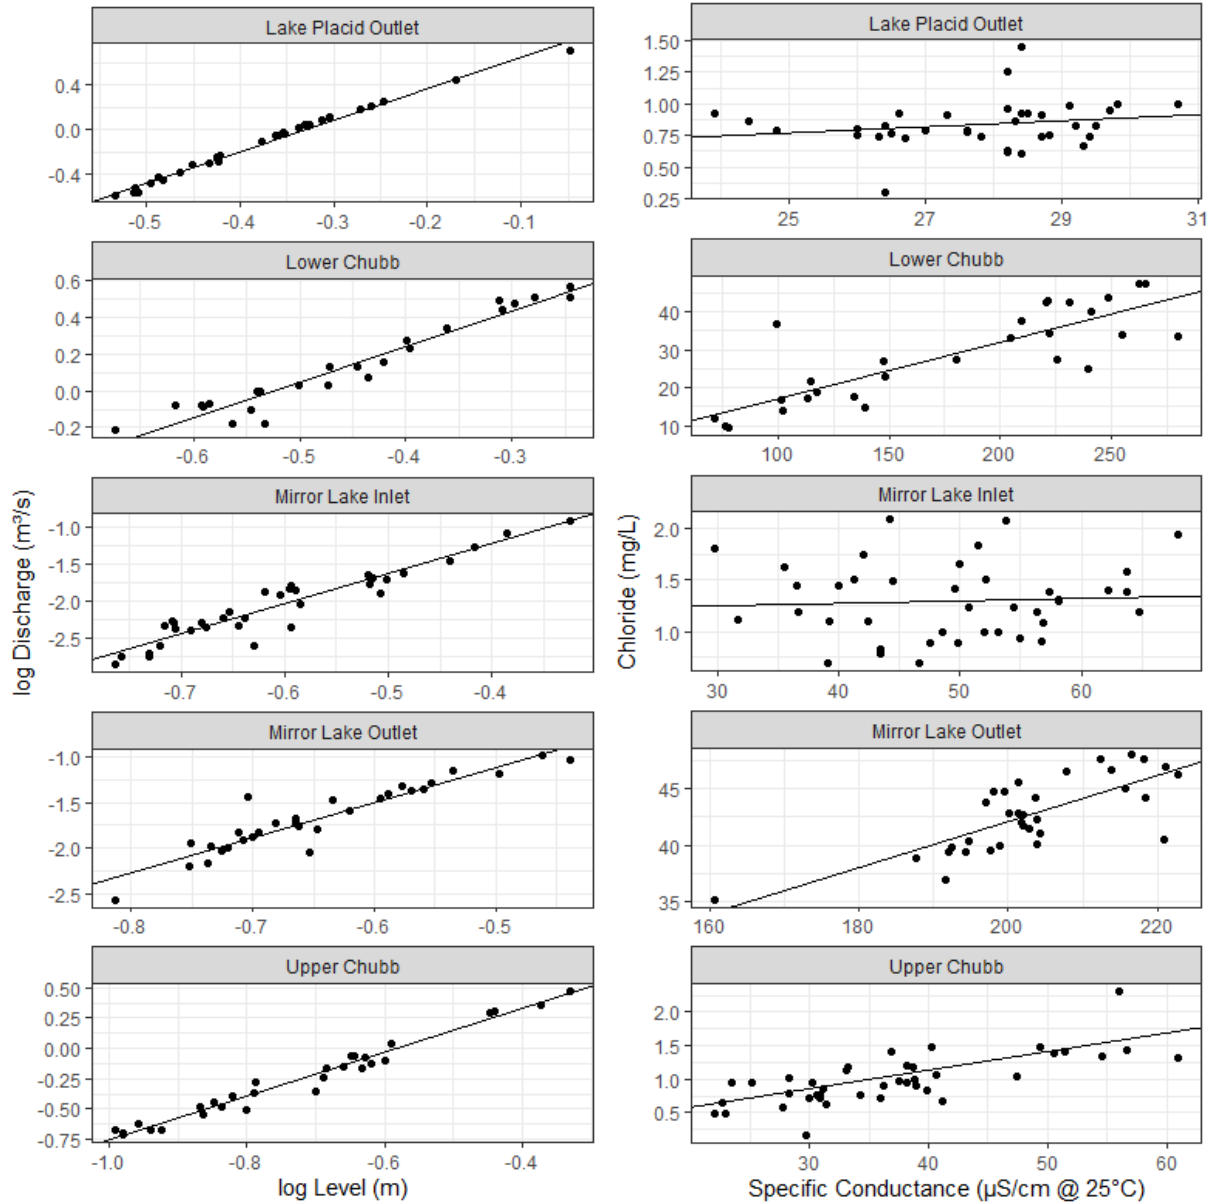 Lake Placid Outlet
0.4
0.0
-0.4
-0.5 -0.4 -0.3 -0.2 -0.1
Lower Chubb
0.6
0.4
0.2
0.0
-0.2
-0.6 -0.5 -0.4 -0.3
Mirror Lake Inlet
-1.0
-1.5
-2.0
-2.5
-0.7 -0.6 -0.5 -0.4
Mirror Lake Outlet
-1.0
-1.5
-2.0
-2.5
-0.8 -0.7 -0.6 -0.5
Upper Chubb
0.50
0.25
0.00
-0.25
-0.50
-0.75
-1.0 -0.8 -0.6 -0.4
log Discharge (m³/s)
log Level (m)
Lake Placid Outlet
1.50
1.25
1.00
0.75
0.50
0.25
25 27 29 31
Lower Chubb
40
30
20
10
100 150 200 250
Mirror Lake Inlet
2.0
1.5
1.0
30 40 50 60
Mirror Lake Outlet
45
40
35
160 180 200 220
Upper Chubb
2.0
1.5
1.0
0.5
30 40 50 60
Chloride (mg/L)
Specific Conductance (µS/cm @ 25°C)